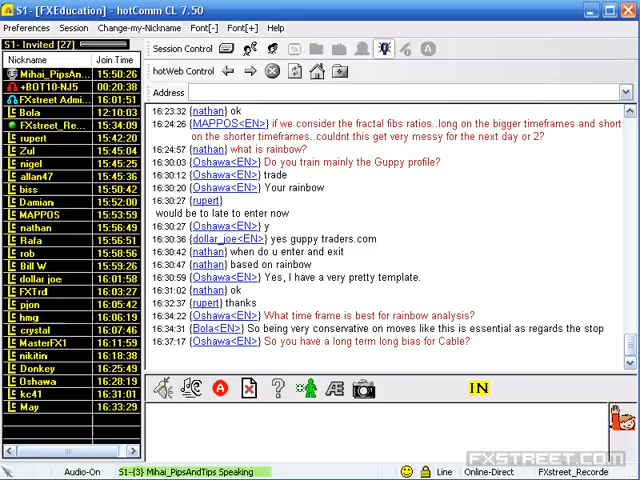 S1- [FXEducation] - hotComm CL 7.50
Preferences Session Change-my-Nickname Font[-] Font[+] Help
S1- Invited [27]
Nickname Join Time
Mihai_PipsAn... 15:50:26
+BOT10-NJ5 00:20:38
FXstreet Admi... 16:01:51
Bola 12:10:03
FXstreet_Re... 15:34:09
rupert 15:42:20
Zul 15:45:04
nigel 15:45:25
allan47 15:45:36
biss 15:50:42
Damian 15:52:00
MAPPOS 15:53:59
nathan 15:56:49
Rafa 15:56:51
rob 15:58:56
Bill W 15:59:26
dollar joe 16:01:58
FXTrd 16:03:27
pjon 16:05:42
hmg 16:06:19
crystal 16:07:46
MasterFX1 16:11:59
nikitin 16:18:38
Donkey 16:25:49
Oshawa 16:28:19
kc41 16:31:01
May 16:33:29
Session Control
A
hotWeb Control
Address
16:23:32 {nathan} ok
16:24:26 {MAPPOS<EN>} if we consider the fractal fibs ratios..long on the bigger timeframes and short
on the shorter timeframes..couldnt this get very messy for the next day or 2?
16:24:57 {nathan} what is rainbow?
16:30:03 {Oshawa<EN>} Do you train mainly the Guppy profile?
16:30:12 {Oshawa<EN>} trade
16:30:20 {Oshawa<EN>} Your rainbow
16:30:27 {rupert}
would be to late to enter now
16:30:27 {Oshawa<EN>} y
16:30:36 {dollar_joe<EN>} yes guppy traders.com
16:30:42 {nathan} when do u enter and exit
16:30:47 {nathan} based on rainbow
16:30:59 {Oshawa<EN>} Yes, I have a very pretty template.
16:31:02 {nathan} ok
16:32:37 {rupert} thanks
16:34:22 {Oshawa<EN>} What time frame is best for rainbow analysis?
16:34:31 {Bola<EN>} So being very conservative on moves like this is essential as regards the stop
16:37:17 {Oshawa<EN>} So you have a long term long bias for Cable?
A ? Æ IN
FXSTREET.COM
Audio-On S1-{3} Mihai_PipsAndTips Speaking Line Online-Direct FXstreet_Recorde